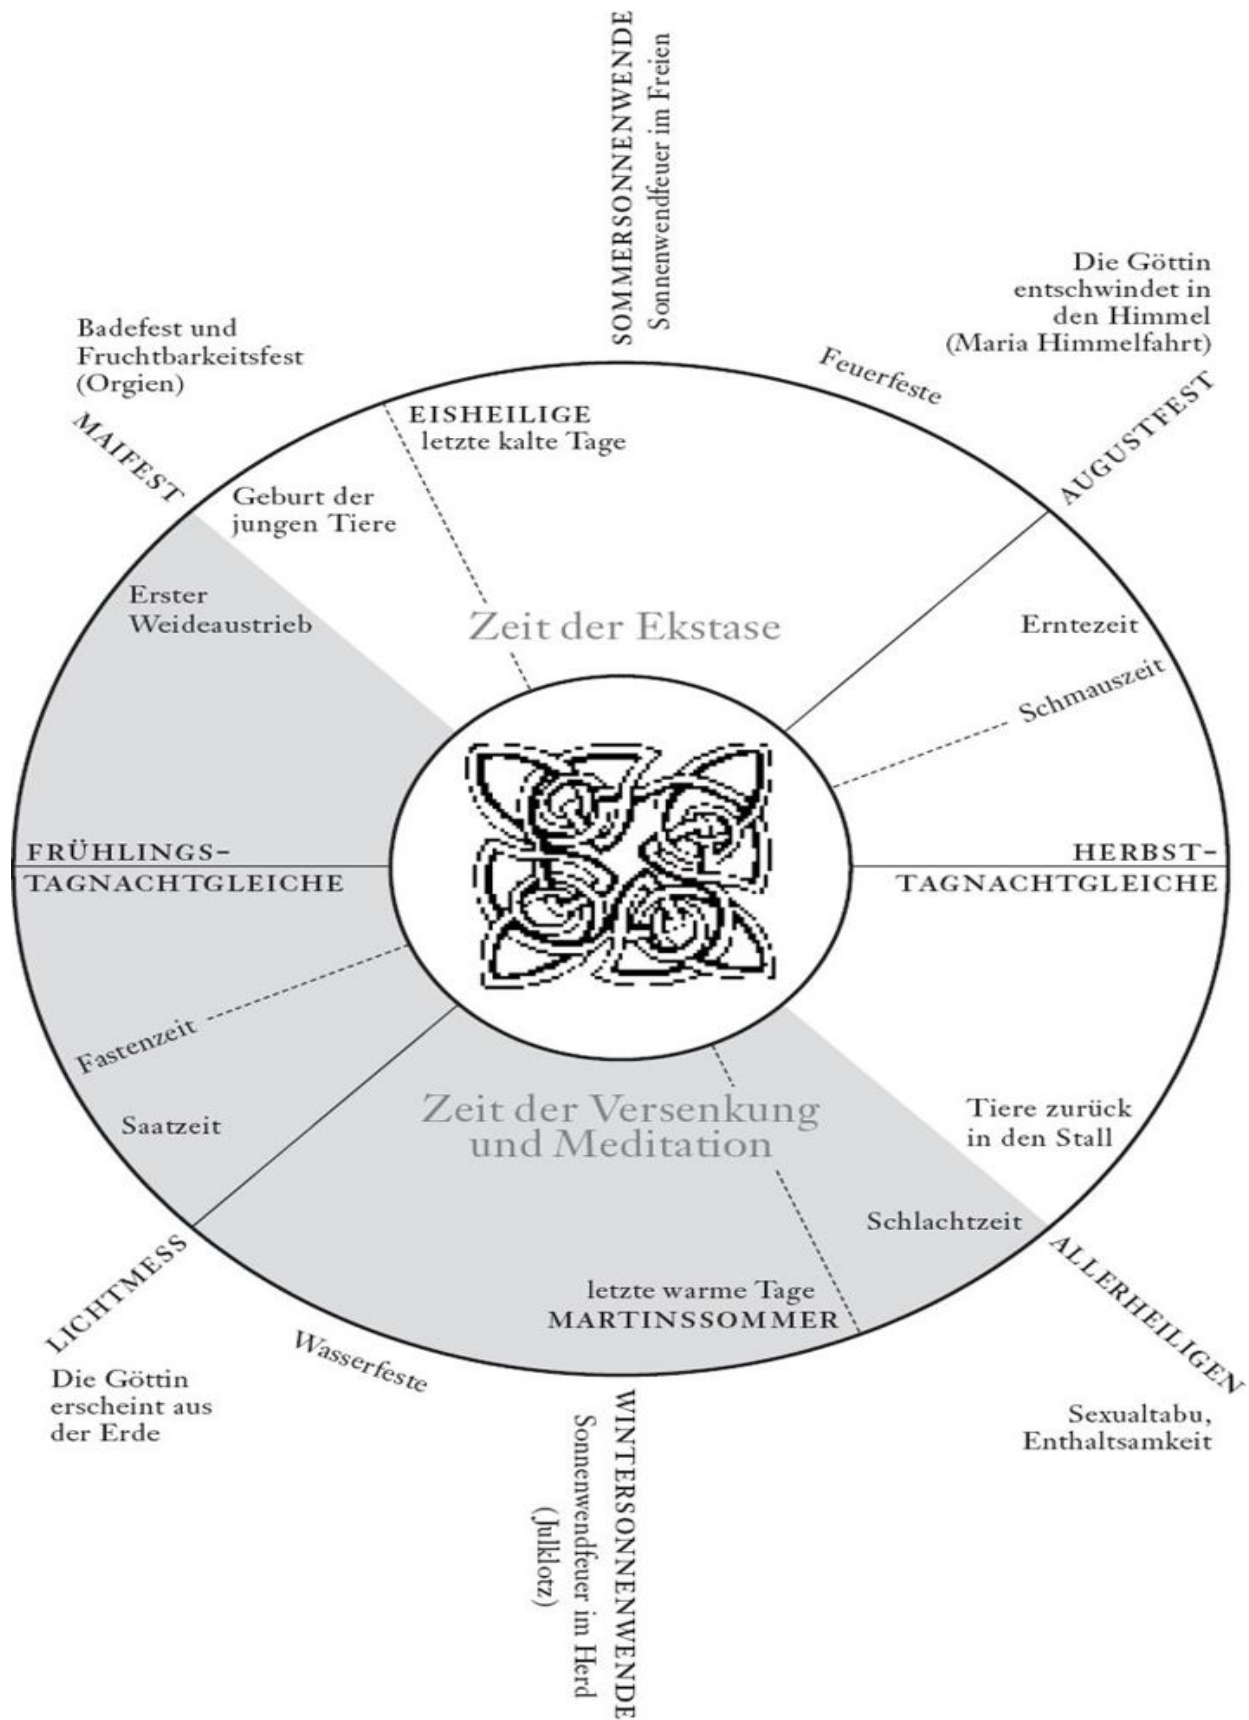 SOMMERSONNENWENDE
Sonnenwendfeuer im Freien
Die Göttin
entschwindet in
den Himmel
(Maria Himmelfahrt)
Badefest und
Fruchtbarkeitsfest
(Orgien)
Feuerfeste
MAIFEST
AUGUSTFEST
EISHEILIGE
letzte kalte Tage
Geburt der
jungen Tiere
Erster
Weideaustrieb
Zeit der Ekstase
Erntezeit
Schmauszeit
FRÜHLINGS-
TAGNACHTGLEICHE
HERBST-
TAGNACHTGLEICHE
Fastenzeit
Saatzeit
Zeit der Versenkung
und Meditation
Tiere zurück
in den Stall
Schlachtzeit
letzte warme Tage
MARTINSSOMMER
LICHTMESS
ALLERHEILIGEN
Wasserfeste
Die Göttin
erscheint aus
der Erde
Sexualtabu,
Enthaltsamkeit
WINTERSONNENWENDE
Sonnenwendfeuer im Herd
(Julklotz)